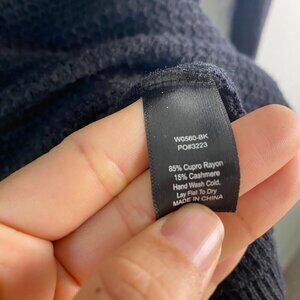 W0560-BK
PO#3223
85% Cupro Rayon
15% Cashmere
Hand Wash Cold.
Lay Flat To Dry
MADE IN CHINA